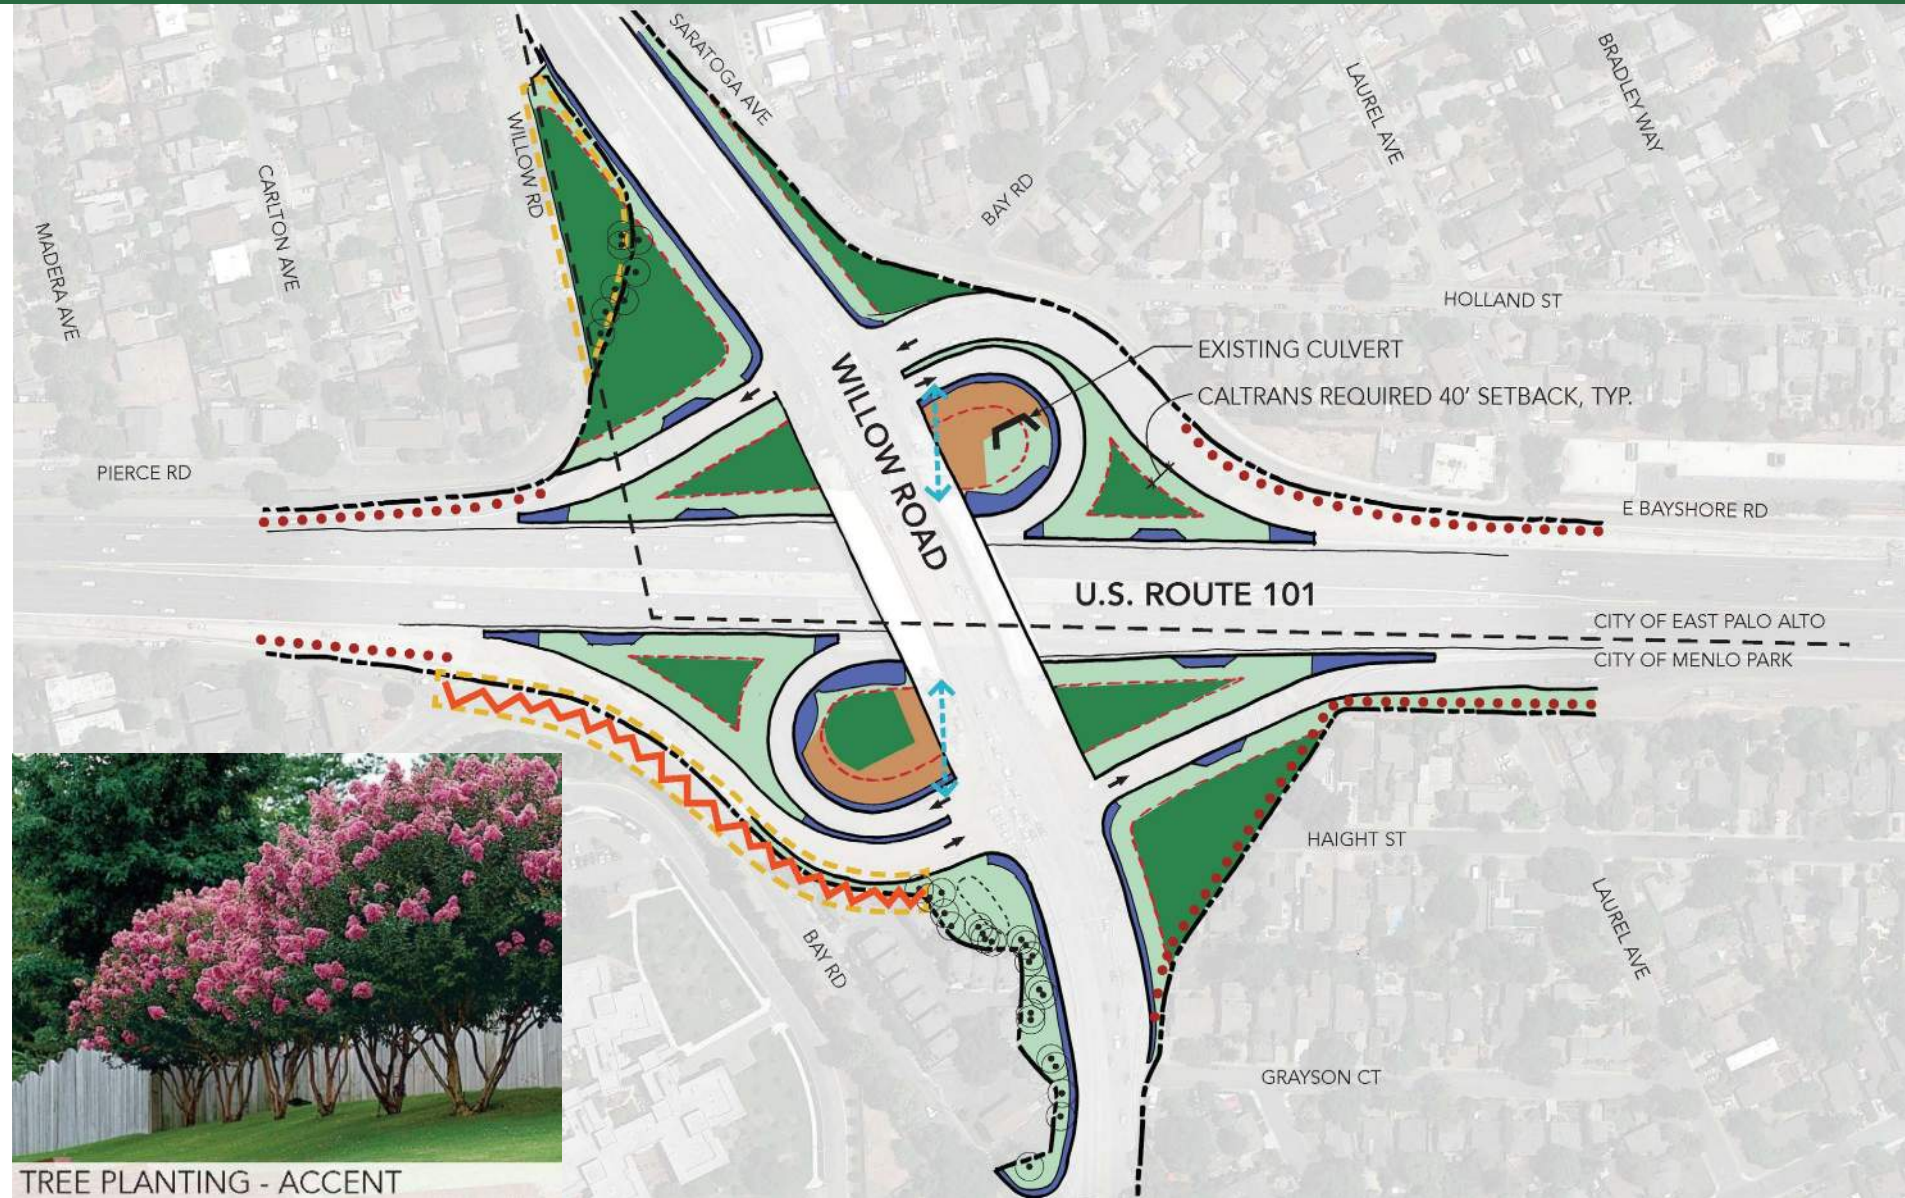 SARATOGA AVE
BRADLEY WAY
LAUREL AVE
WILLOW RD
CARLTON AVE
BAY RD
MADERA AVE
HOLLAND ST
EXISTING CULVERT
CALTRANS REQUIRED 40' SETBACK, TYP.
WILLOW ROAD
PIERCE RD
E BAYSHORE RD
U.S. ROUTE 101
CITY OF EAST PALO ALTO
CITY OF MENLO PARK
HAIGHT ST
LAUREL AVE
BAY RD
GRAYSON CT
TREE PLANTING - ACCENT